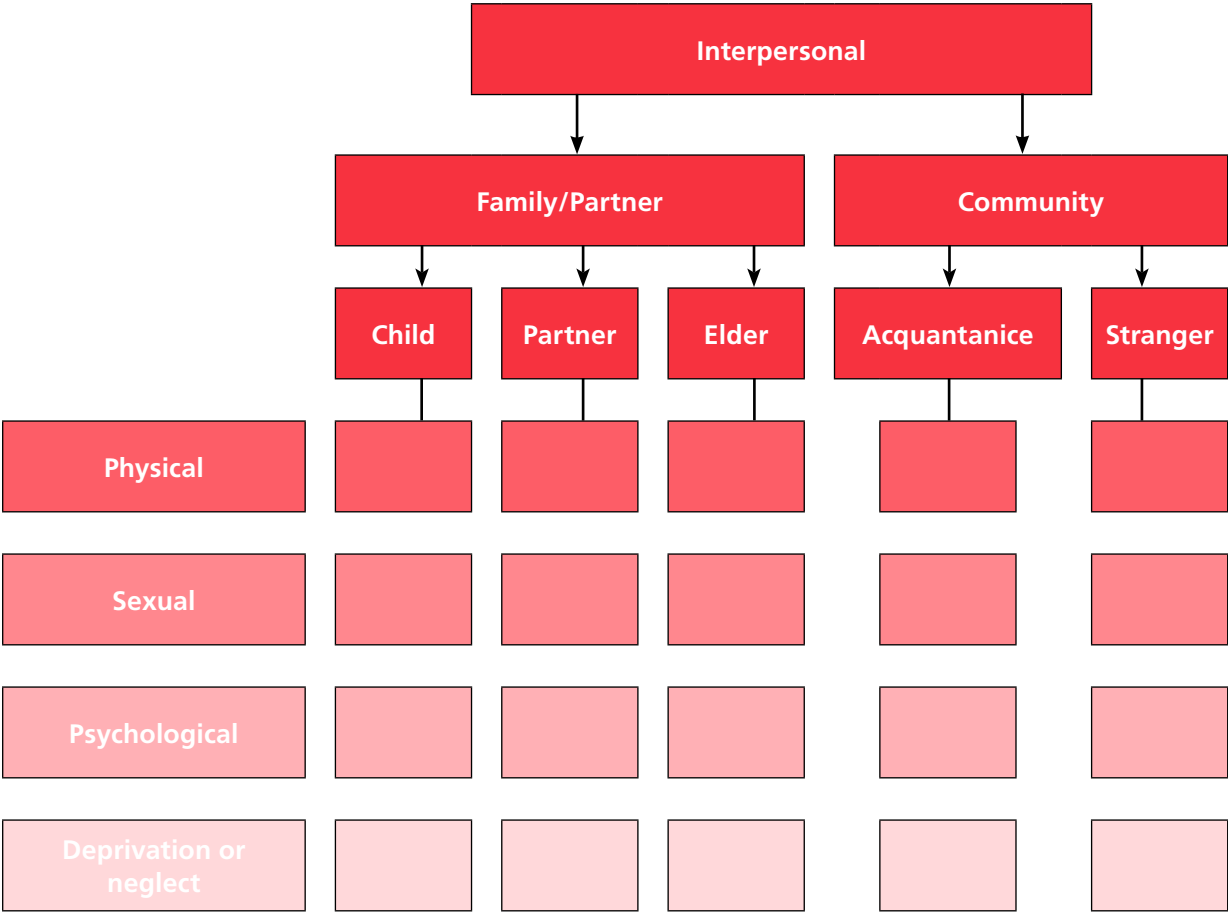 Interpersonal
Family/Partner
Community
Child
Partner
Elder
Acquantanice
Stranger
Physical
Sexual
Psychological
Deprivation or
neglect